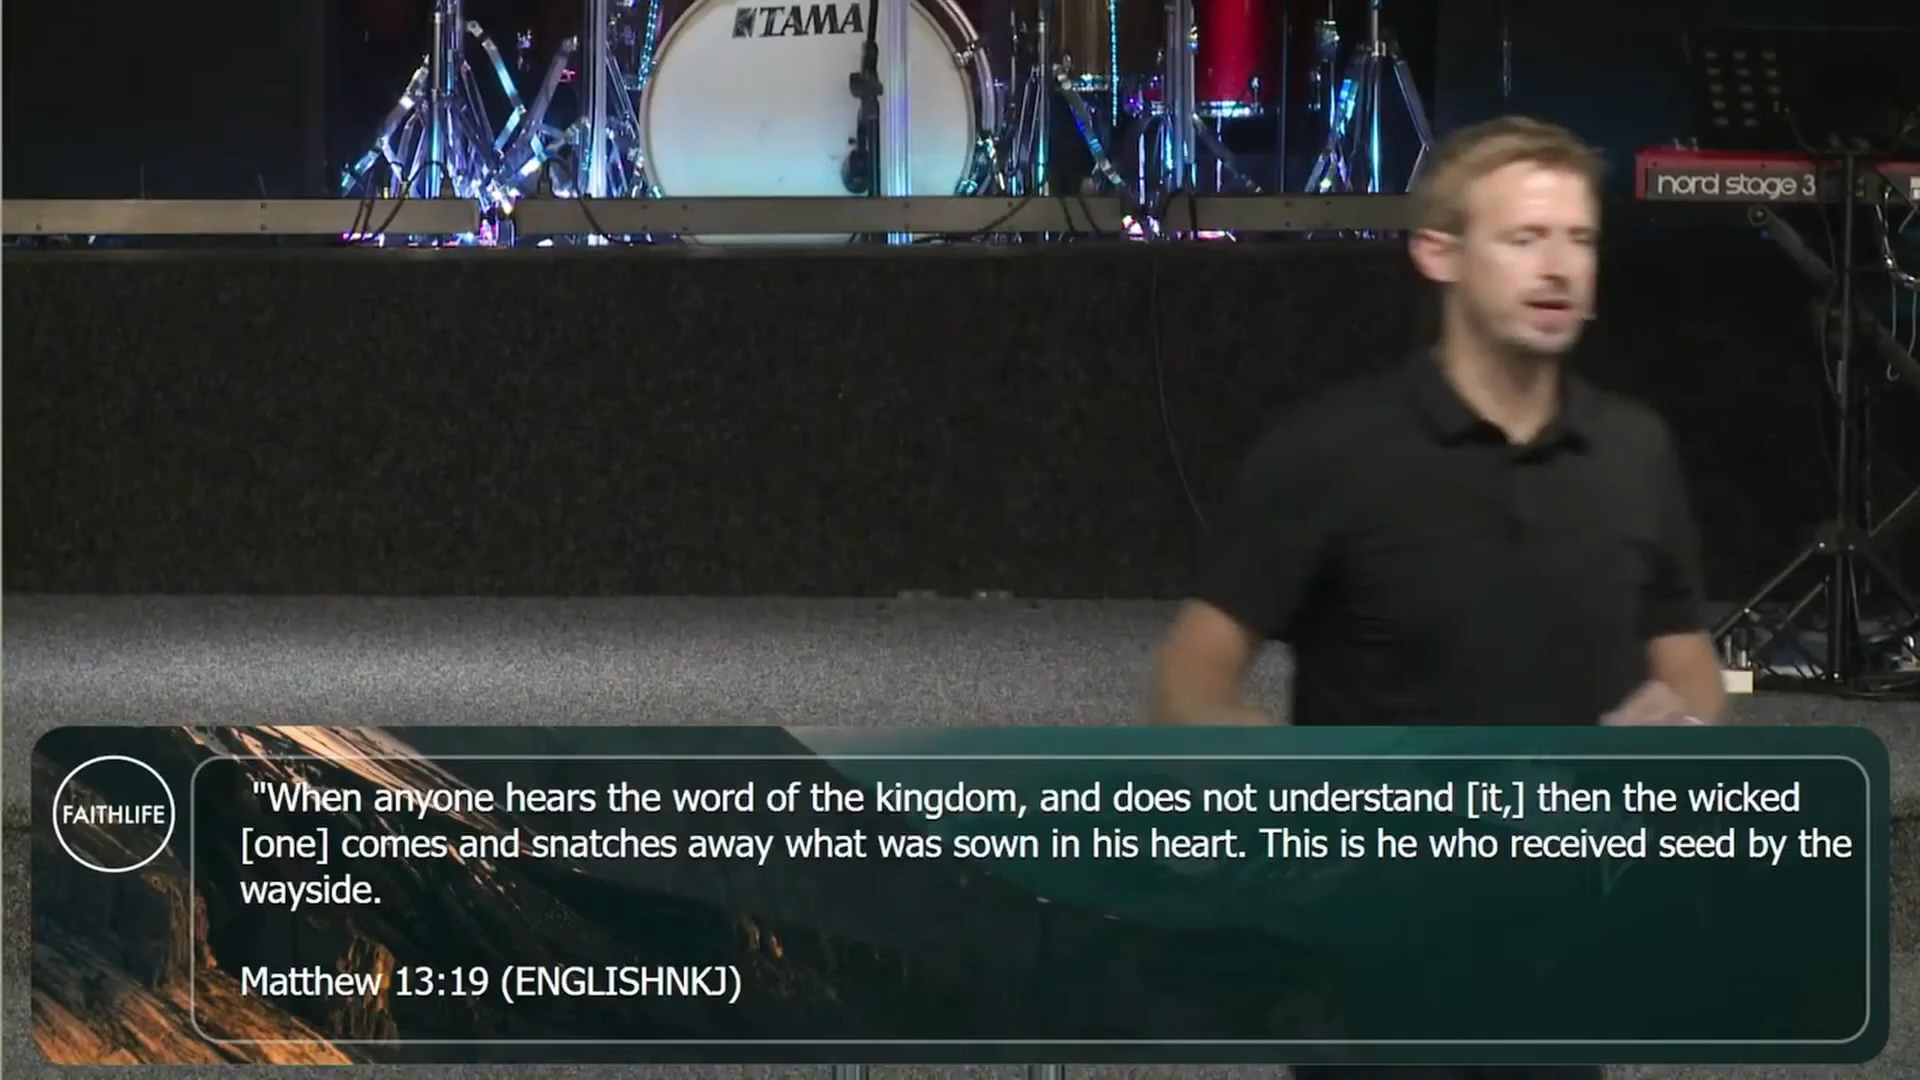 TAMA
nord stage 3
FAITHLIFE
"When anyone hears the word of the kingdom, and does not understand [it,] then the wicked
[one] comes and snatches away what was sown in his heart. This is he who received seed by the
wayside.
Matthew 13:19 (ENGLISHNKJ)